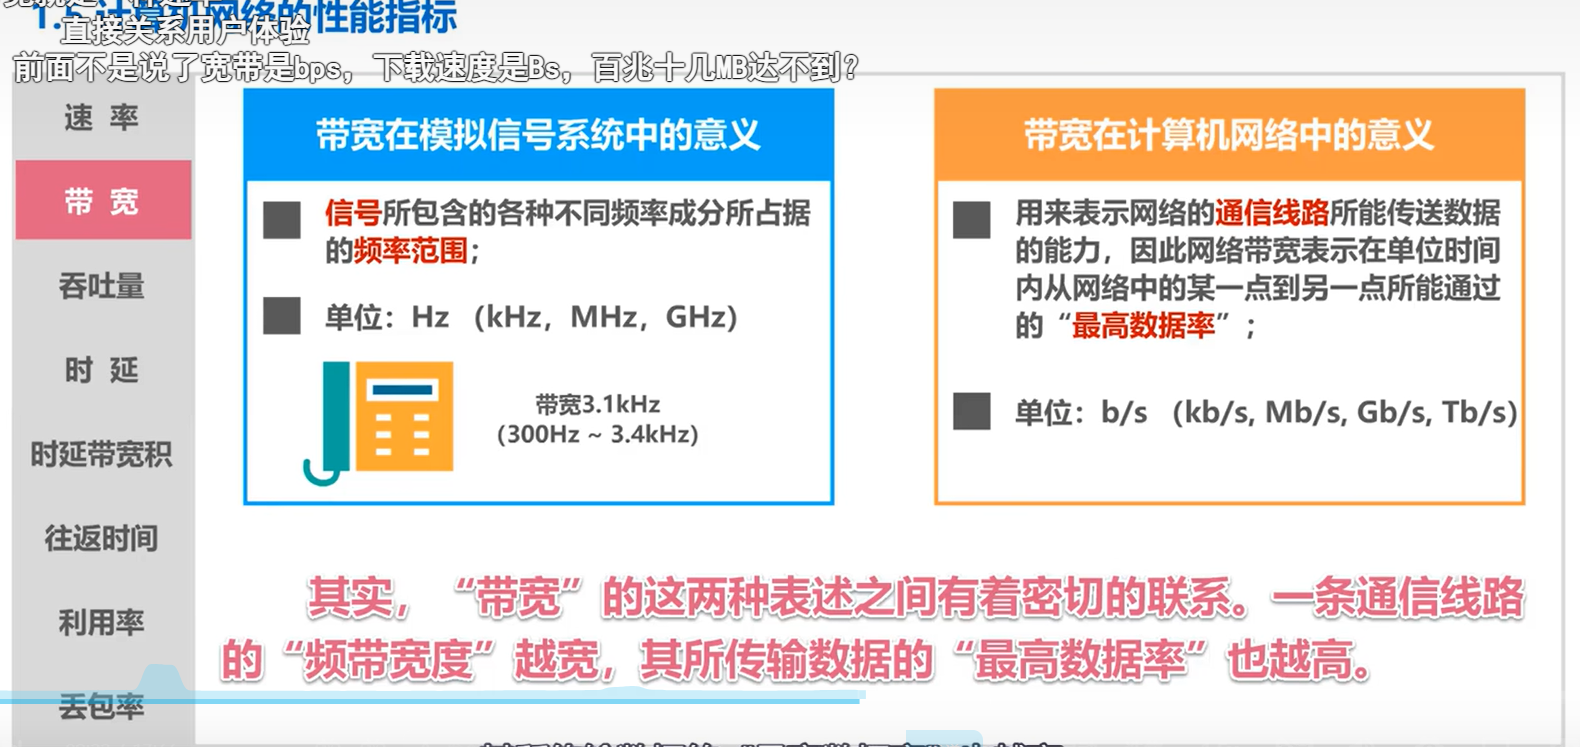 1.5 计算机网络的性能指标
直接关系用户体验
前面不是说了宽带是bps，下载速度是Bs，百兆十几MB达不到？
速 率
带 宽
吞吐量
时 延
时延带宽积
往返时间
利用率
丢包率
带宽在模拟信号系统中的意义
信号所包含的各种不同频率成分所占据
的频率范围；
单位：Hz （kHz，MHz，GHz）
带宽3.1kHz
(300Hz ~ 3.4kHz)
带宽在计算机网络中的意义
用来表示网络的通信线路所能传送数据
的能力，因此网络带宽表示在单位时间
内从网络中的某一点到另一点所能通过
的“最高数据率”；
单位：b/s （kb/s, Mb/s, Gb/s, Tb/s）
其实，“带宽”的这两种表述之间有着密切的联系。一条通信线路
的“频带宽度”越宽，其所传输数据的“最高数据率”也越高。